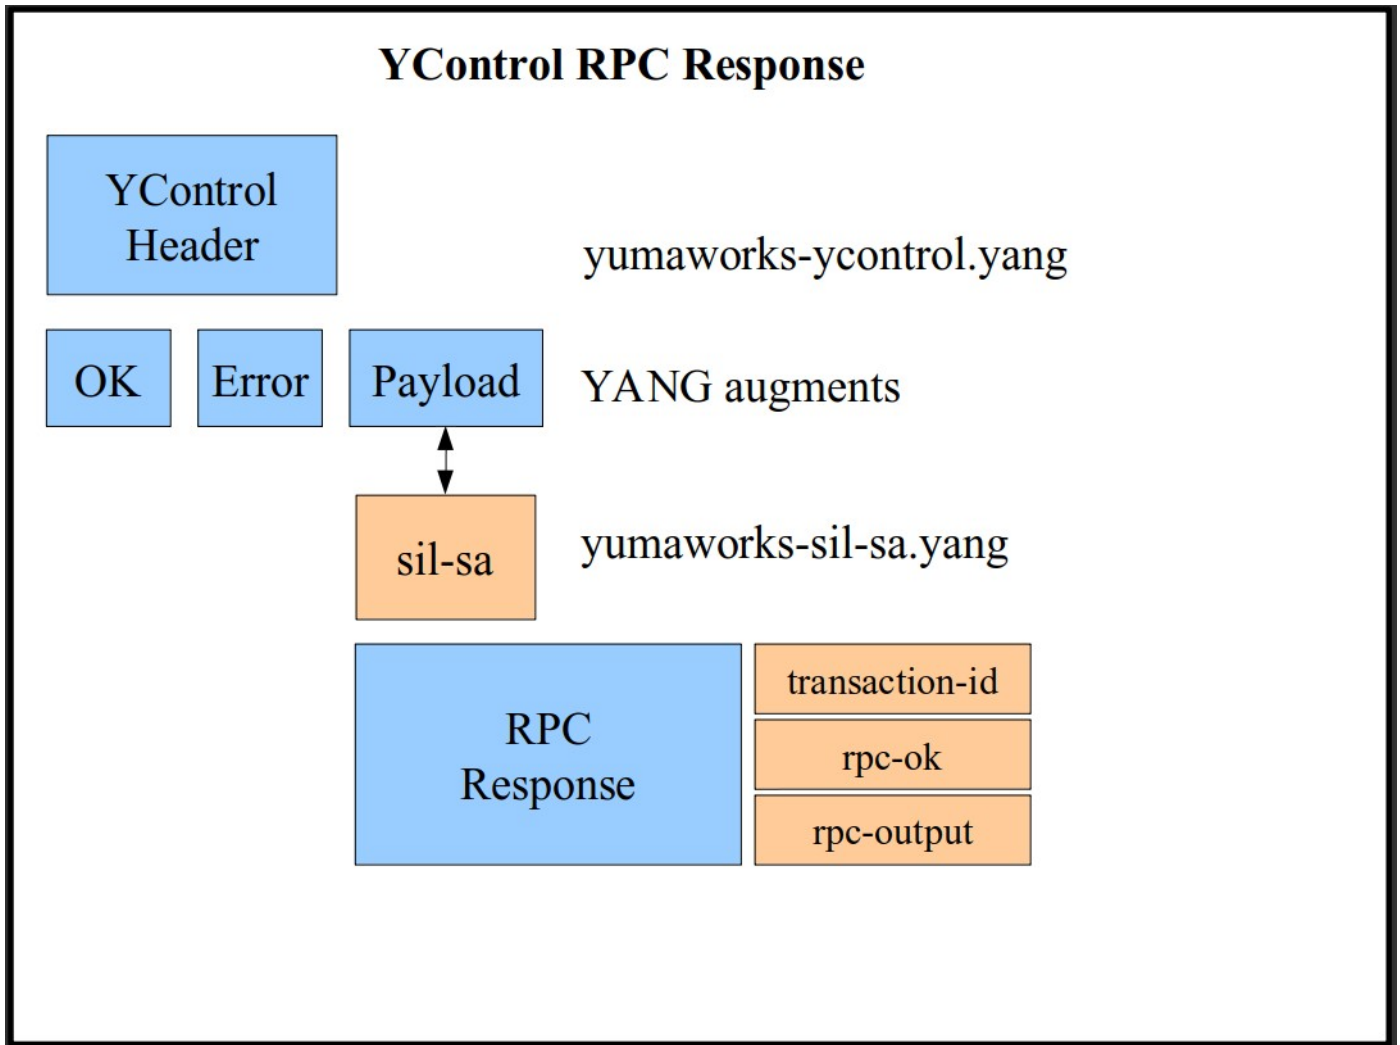 YControl RPC Response
YControl
Header
yumaworks-ycontrol.yang
OK
Error
Payload
YANG augments
sil-sa
yumaworks-sil-sa.yang
RPC
Response
transaction-id
rpc-ok
rpc-output